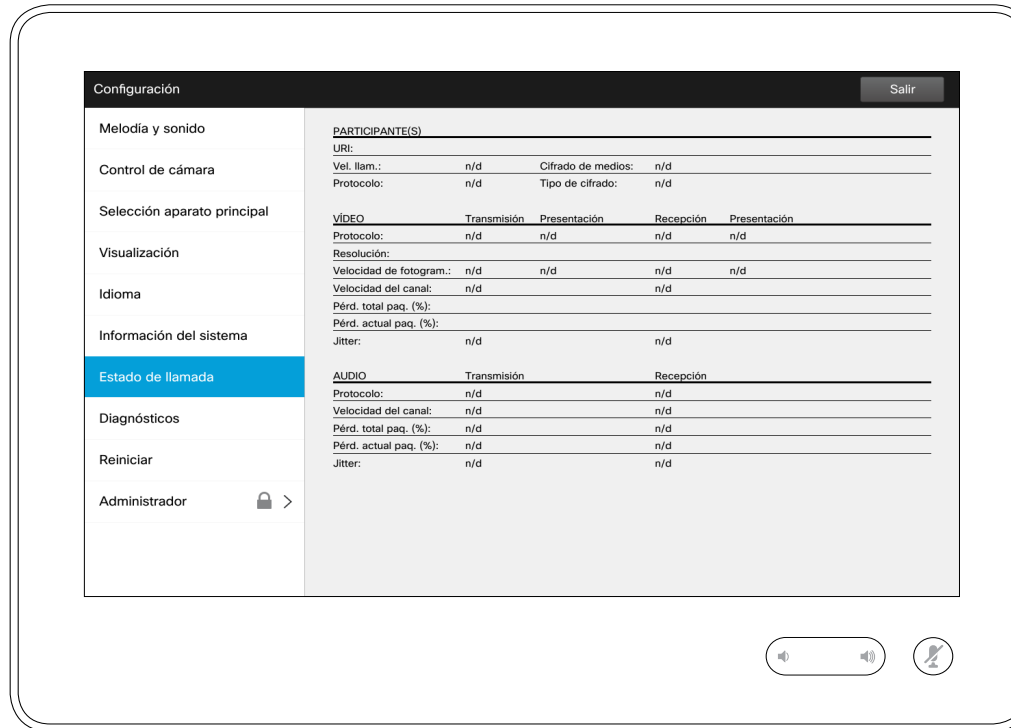 Configuración
Salir
Melodía y sonido
Control de cámara
Selección aparato principal
Visualización
Idioma
Información del sistema
Estado de llamada
Diagnósticos
Reiniciar
Administrador
PARTICIPANTE(S)
URI:
Vel. llam.: n/d Cifrado de medios: n/d
Protocolo: n/d Tipo de cifrado: n/d
VÍDEO Transmisión Presentación Recepción Presentación
Protocolo: n/d n/d n/d n/d
Resolución:
Velocidad de fotogram.: n/d n/d n/d n/d
Velocidad del canal: n/d n/d
Pérd. total paq. (%):
Pérd. actual paq. (%):
Jitter: n/d n/d
AUDIO Transmisión Recepción
Protocolo: n/d n/d
Velocidad del canal: n/d n/d
Pérd. total paq. (%): n/d n/d
Pérd. actual paq. (%): n/d n/d
Jitter: n/d n/d